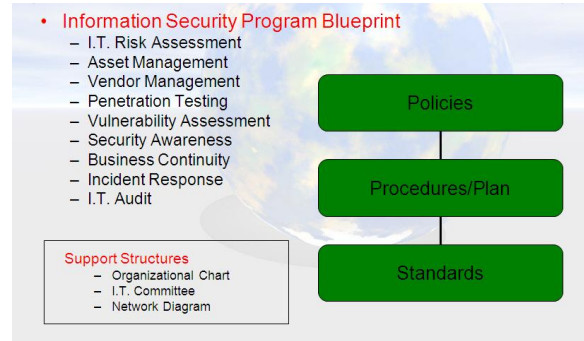 • Information Security Program Blueprint
– I.T. Risk Assessment
– Asset Management
– Vendor Management
– Penetration Testing
– Vulnerability Assessment
– Security Awareness
– Business Continuity
– Incident Response
– I.T. Audit
Support Structures
– Organizational Chart
– I.T. Committee
– Network Diagram
Policies
Procedures/Plan
Standards